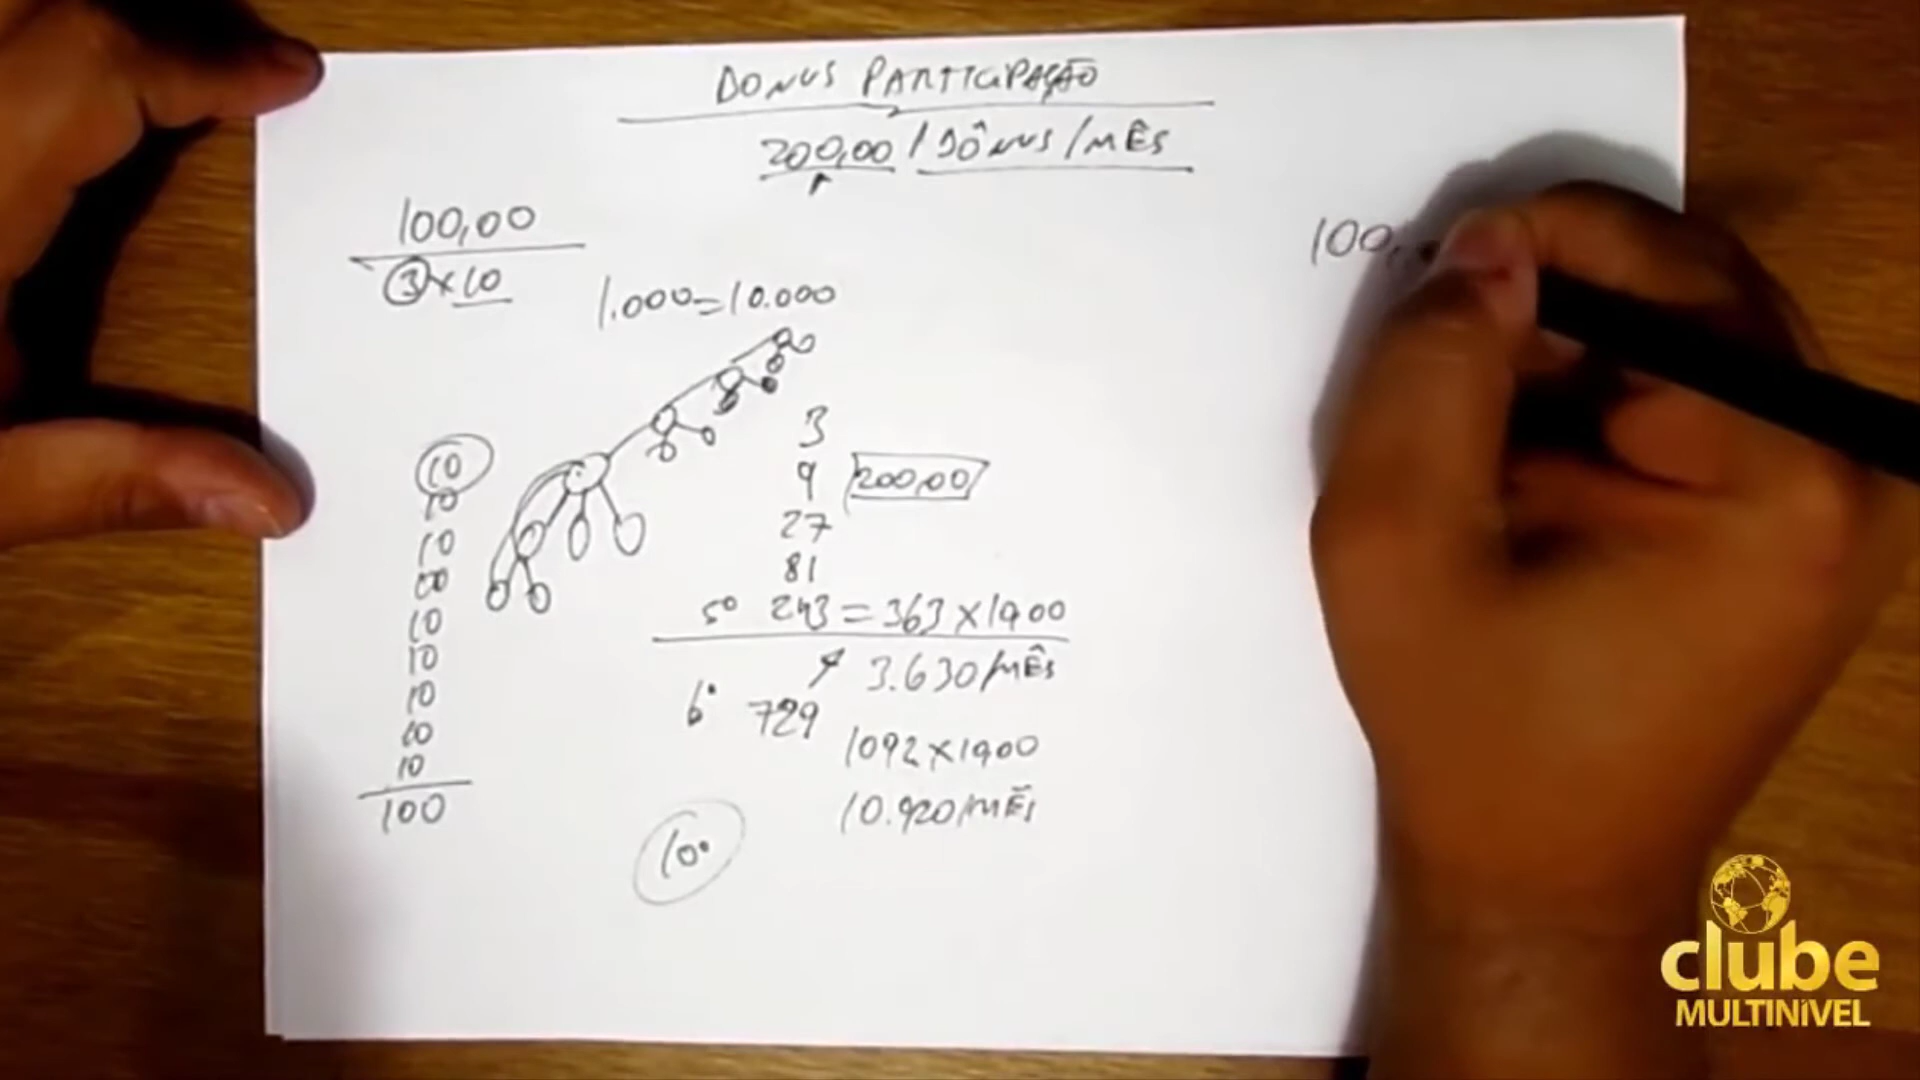 BONUS PARTICIPAÇÃO
200,00 / BÔNUS / MÊS
100,00
3 x 10
1.000 = 10.000
100,
10
10
10
10
10
10
10
10
10
100
3
9
200,00
27
81
5º 243 = 363 x 10,00
3.630/MÊS
6º 729
1092 x 10,00
10.920/MÊS
10º
clube
MULTINíVEL